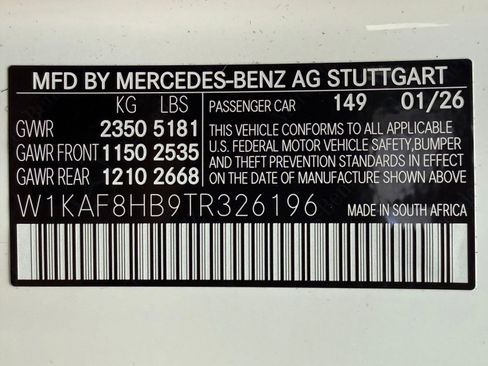 MFD BY MERCEDES-BENZ AG STUTTGART
KG LBS PASSENGER CAR 149 01/26
GVWR 2350 5181 THIS VEHICLE CONFORMS TO ALL APPLICABLE
GAWR FRONT 1150 2535 U.S. FEDERAL MOTOR VEHICLE SAFETY,BUMPER
AND THEFT PREVENTION STANDARDS IN EFFECT ON
GAWR REAR 1210 2668 THE DATE OF MANUFACTURE SHOWN ABOVE
W1KAF8HB9TR326196 MADE IN SOUTH AFRICA